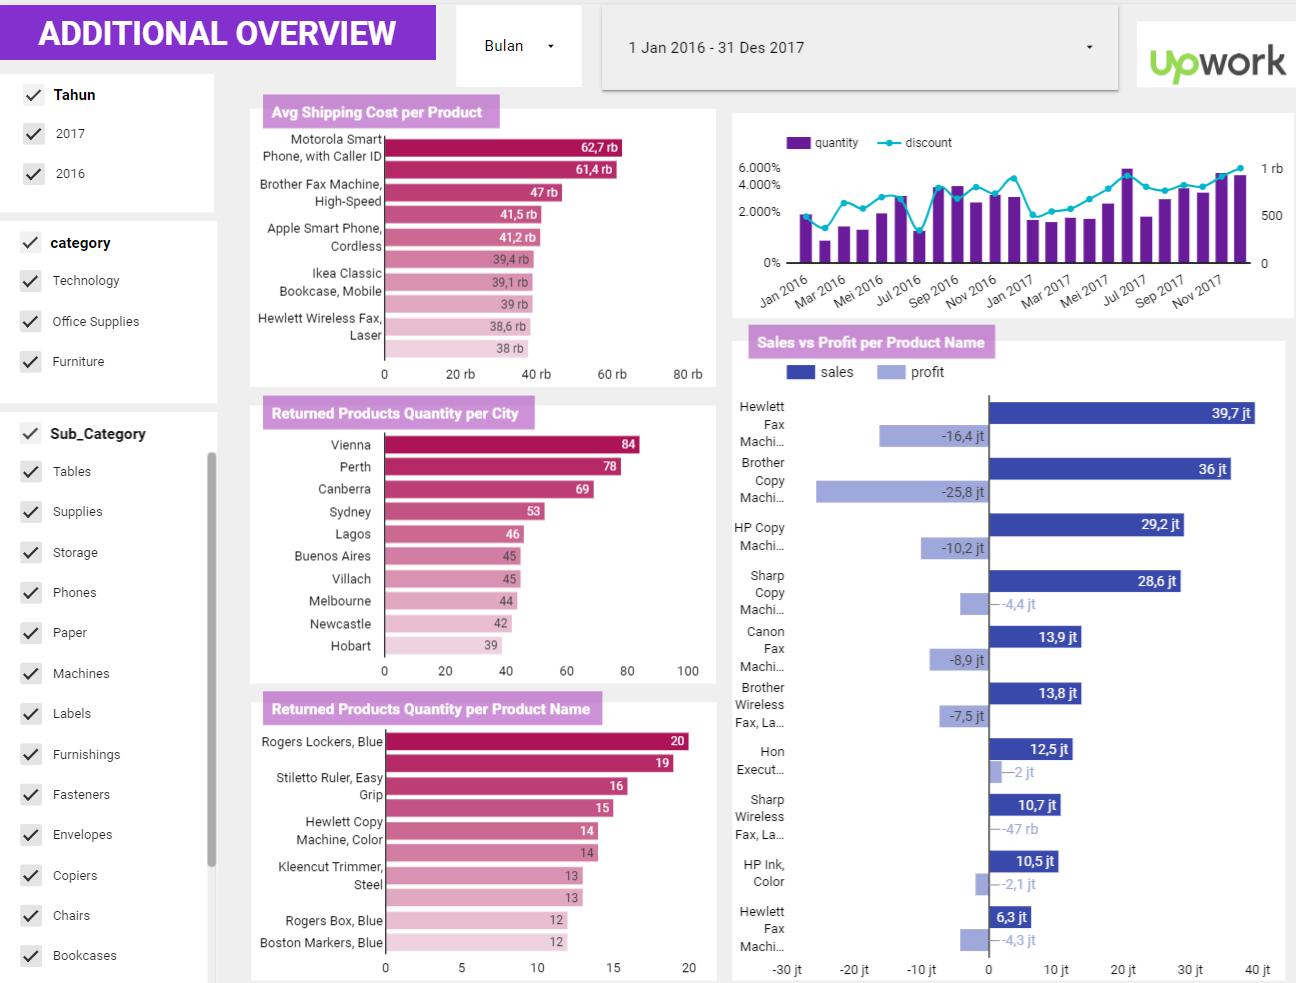 ADDITIONAL OVERVIEW
Bulan
1 Jan 2016 - 31 Des 2017
upwork
Tahun
2017
2016
category
Technology
Office Supplies
Furniture
Sub_Category
Tables
Supplies
Storage
Phones
Paper
Machines
Labels
Furnishings
Fasteners
Envelopes
Copiers
Chairs
Bookcases
Avg Shipping Cost per Product
Motorola Smart
Phone, with Caller ID
62,7 rb
61,4 rb
Brother Fax Machine,
High-Speed
47 rb
41,5 rb
Apple Smart Phone,
Cordless
41,2 rb
39,4 rb
Ikea Classic
Bookcase, Mobile
39,1 rb
39 rb
Hewlett Wireless Fax,
Laser
38,6 rb
38 rb
0 20 rb 40 rb 60 rb 80 rb
Returned Products Quantity per City
Vienna 84
Perth 78
Canberra 69
Sydney 53
Lagos 46
Buenos Aires 45
Villach 45
Melbourne 44
Newcastle 42
Hobart 39
0 20 40 60 80 100
Returned Products Quantity per Product Name
Rogers Lockers, Blue 20
19
Stiletto Ruler, Easy
Grip
16
15
Hewlett Copy
Machine, Color
14
14
Kleencut Trimmer,
Steel
13
13
Rogers Box, Blue 12
Boston Markers, Blue 12
0 5 10 15 20
quantity discount
6.000%
4.000%
2.000%
0%
1 rb
500
0
Jan 2016 Mar 2016 Mei 2016 Jul 2016 Sep 2016 Nov 2016 Jan 2017 Mar 2017 Mei 2017 Jul 2017 Sep 2017 Nov 2017
Sales vs Profit per Product Name
sales profit
Hewlett
Fax
Machi...
39,7 jt
-16,4 jt
Brother
Copy
Machi...
36 jt
-25,8 jt
HP Copy
Machi...
29,2 jt
-10,2 jt
Sharp
Copy
Machi...
28,6 jt
-4,4 jt
Canon
Fax
Machi...
13,9 jt
-8,9 jt
Brother
Wireless
Fax, La...
13,8 jt
-7,5 jt
Hon
Execut...
12,5 jt
2 jt
Sharp
Wireless
Fax, La...
10,7 jt
-47 rb
HP Ink,
Color
10,5 jt
-2,1 jt
Hewlett
Fax
Machi...
6,3 jt
-4,3 jt
-30 jt -20 jt -10 jt 0 10 jt 20 jt 30 jt 40 jt